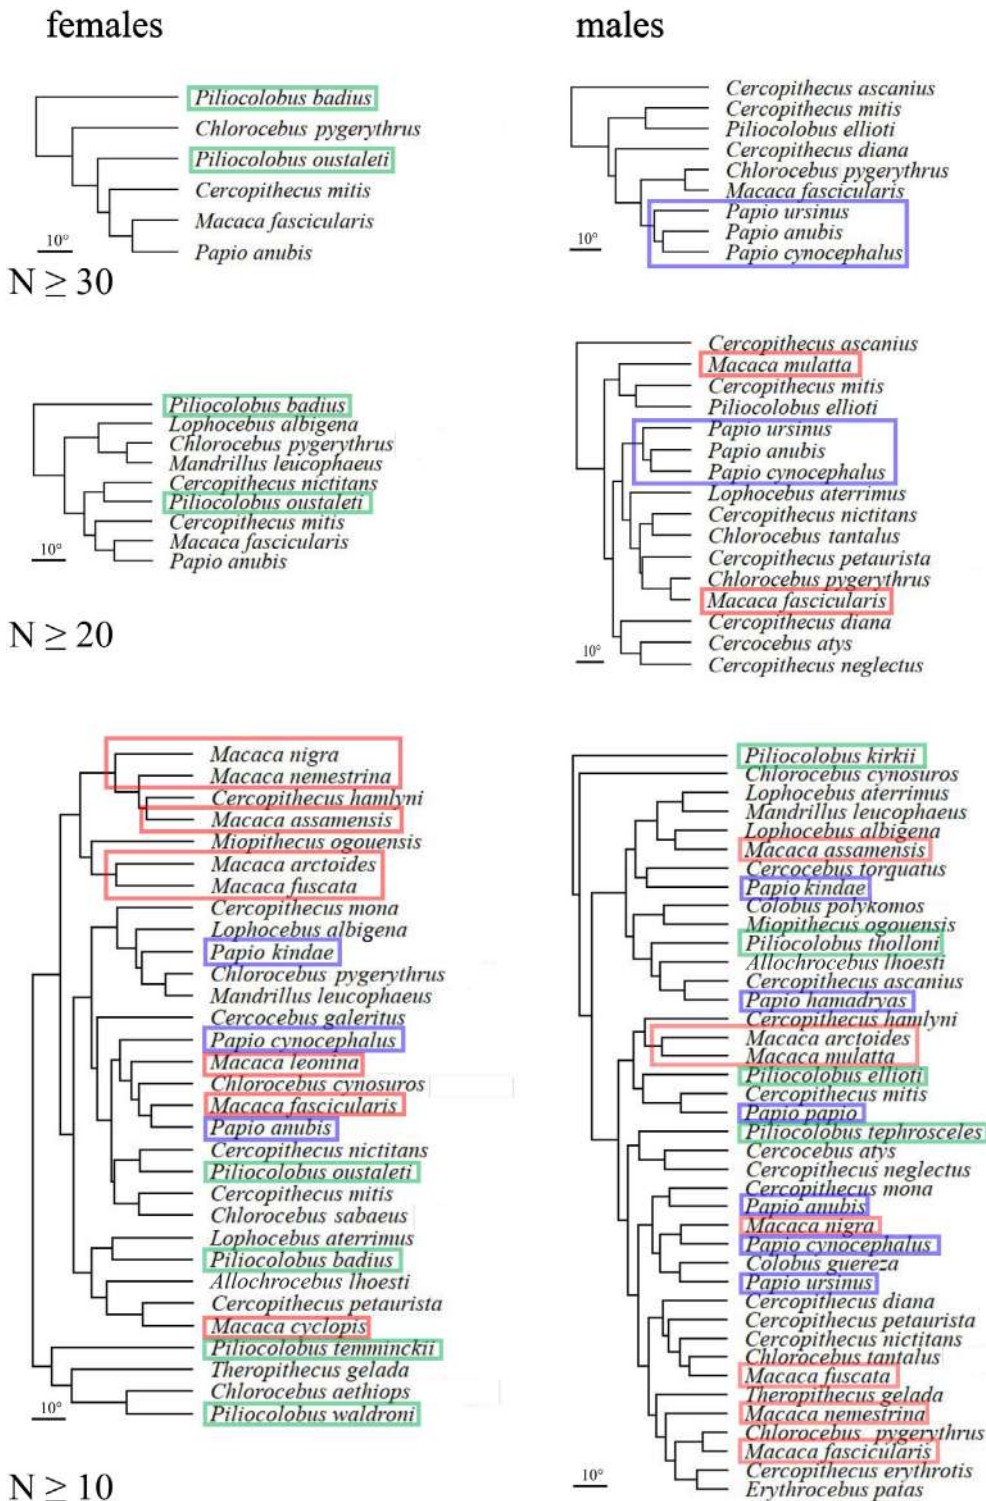 females
Piliocolobus badius
Chlorocebus pygerythrus
Piliocolobus oustaleti
Cercopithecus mitis
Macaca fascicularis
Papio anubis
10°
N ≥ 30
males
Cercopithecus ascanius
Cercopithecus mitis
Piliocolobus ellioti
Cercopithecus diana
Chlorocebus pygerythrus
Macaca fascicularis
Papio ursinus
Papio anubis
Papio cynocephalus
10°
Piliocolobus badius
Lophocebus albigena
Chlorocebus pygerythrus
Mandrillus leucophaeus
Cercopithecus nictitans
Piliocolobus oustaleti
Cercopithecus mitis
Macaca fascicularis
Papio anubis
10°
N ≥ 20
Cercopithecus ascanius
Macaca mulatta
Cercopithecus mitis
Piliocolobus ellioti
Papio ursinus
Papio anubis
Papio cynocephalus
Lophocebus aterrimus
Cercopithecus nictitans
Chlorocebus tantalus
Cercopithecus petaurista
Chlorocebus pygerythrus
Macaca fascicularis
Cercopithecus diana
Cercocebus atys
Cercopithecus neglectus
10°
Macaca nigra
Macaca nemestrina
Cercopithecus hamlyni
Macaca assamensis
Miopithecus ogouensis
Macaca arctoides
Macaca fuscata
Cercopithecus mona
Lophocebus albigena
Papio kindae
Chlorocebus pygerythrus
Mandrillus leucophaeus
Cercocebus galeritus
Papio cynocephalus
Macaca leonina
Chlorocebus cynosuros
Macaca fascicularis
Papio anubis
Cercopithecus nictitans
Piliocolobus oustaleti
Cercopithecus mitis
Chlorocebus sabaeus
Lophocebus aterrimus
Piliocolobus badius
Allochrocebus lhoesti
Cercopithecus petaurista
Macaca cyclopis
Piliocolobus temminckii
Theropithecus gelada
Chlorocebus aethiops
Piliocolobus waldroni
10°
N ≥ 10
Piliocolobus kirkii
Chlorocebus cynosuros
Lophocebus aterrimus
Mandrillus leucophaeus
Lophocebus albigena
Macaca assamensis
Cercocebus torquatus
Papio kindae
Colobus polykomos
Miopithecus ogouensis
Piliocolobus tholloni
Allochrocebus lhoesti
Cercopithecus ascanius
Papio hamadryas
Cercopithecus hamlyni
Macaca arctoides
Macaca mulatta
Piliocolobus ellioti
Cercopithecus mitis
Papio papio
Piliocolobus tephrosceles
Cercocebus atys
Cercopithecus neglectus
Cercopithecus mona
Papio anubis
Macaca nigra
Papio cynocephalus
Colobus guereza
Papio ursinus
Cercopithecus diana
Cercopithecus petaurista
Cercopithecus nictitans
Chlorocebus tantalus
Macaca fuscata
Theropithecus gelada
Macaca nemestrina
Chlorocebus pygerythrus
Macaca fascicularis
Cercopithecus erythrotis
Erythrocebus patas
10°